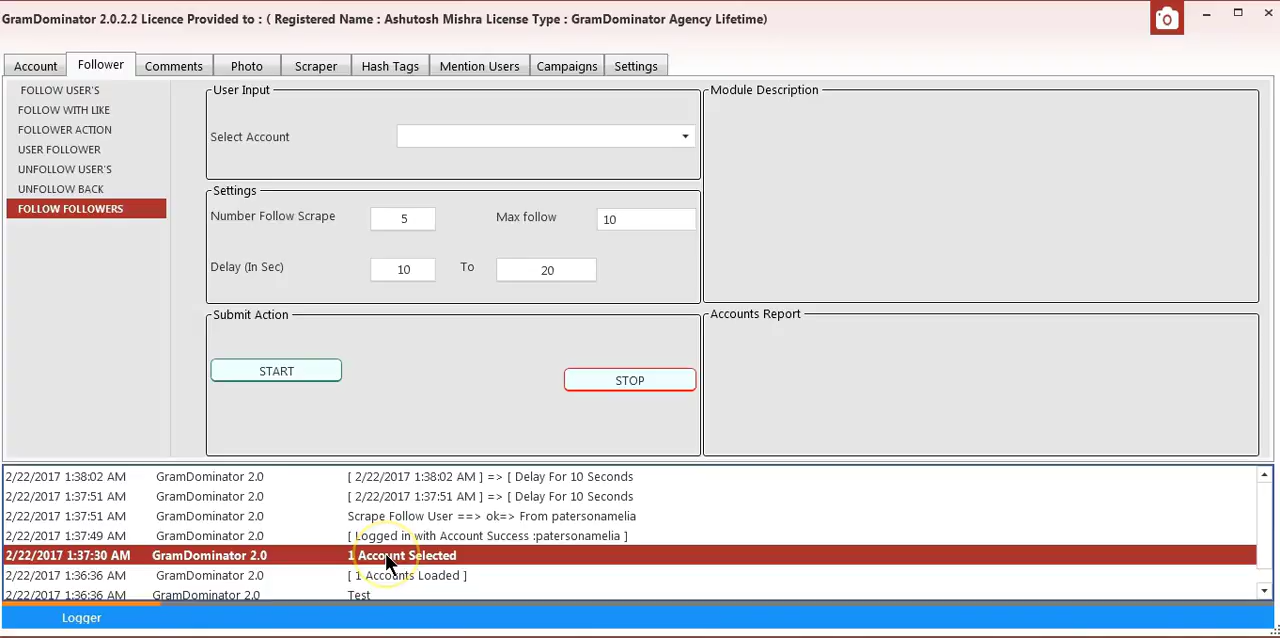 GramDominator 2.0.2.2 Licence Provided to : ( Registered Name : Ashutosh Mishra License Type : GramDominator Agency Lifetime)
Account Follower Comments Photo Scraper Hash Tags Mention Users Campaigns Settings
FOLLOW USER'S
FOLLOW WITH LIKE
FOLLOWER ACTION
USER FOLLOWER
UNFOLLOW USER'S
UNFOLLOW BACK
FOLLOW FOLLOWERS
User Input
Select Account
Settings
Number Follow Scrape 5 Max follow 10
Delay (In Sec) 10 To 20
Submit Action
START STOP
Module Description
Accounts Report
2/22/2017 1:38:02 AM GramDominator 2.0 [ 2/22/2017 1:38:02 AM ] => [ Delay For 10 Seconds
2/22/2017 1:37:51 AM GramDominator 2.0 [ 2/22/2017 1:37:51 AM ] => [ Delay For 10 Seconds
2/22/2017 1:37:51 AM GramDominator 2.0 Scrape Follow User ==> ok=> From patersonamelia
2/22/2017 1:37:49 AM GramDominator 2.0 [ Logged in with Account Success :patersonamelia ]
2/22/2017 1:37:30 AM GramDominator 2.0 1 Account Selected
2/22/2017 1:36:36 AM GramDominator 2.0 [ 1 Accounts Loaded ]
2/22/2017 1:36:36 AM GramDominator 2.0 Test
Logger